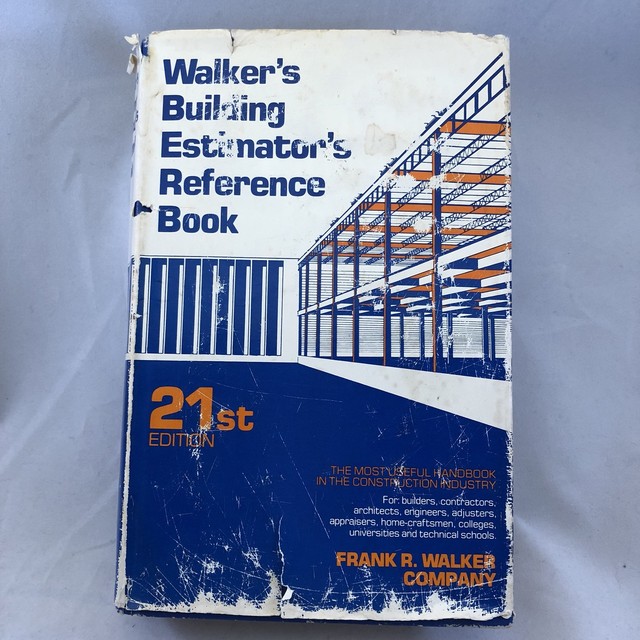 Walker's
Building
Estimator's
Reference
Book
21st
EDITION
THE MOST USEFUL HANDBOOK
IN THE CONSTRUCTION INDUSTRY
For builders, contractors,
architects, engineers, adjusters,
appraisers, home-craftsmen, colleges,
universities and technical schools.
FRANK R. WALKER
COMPANY